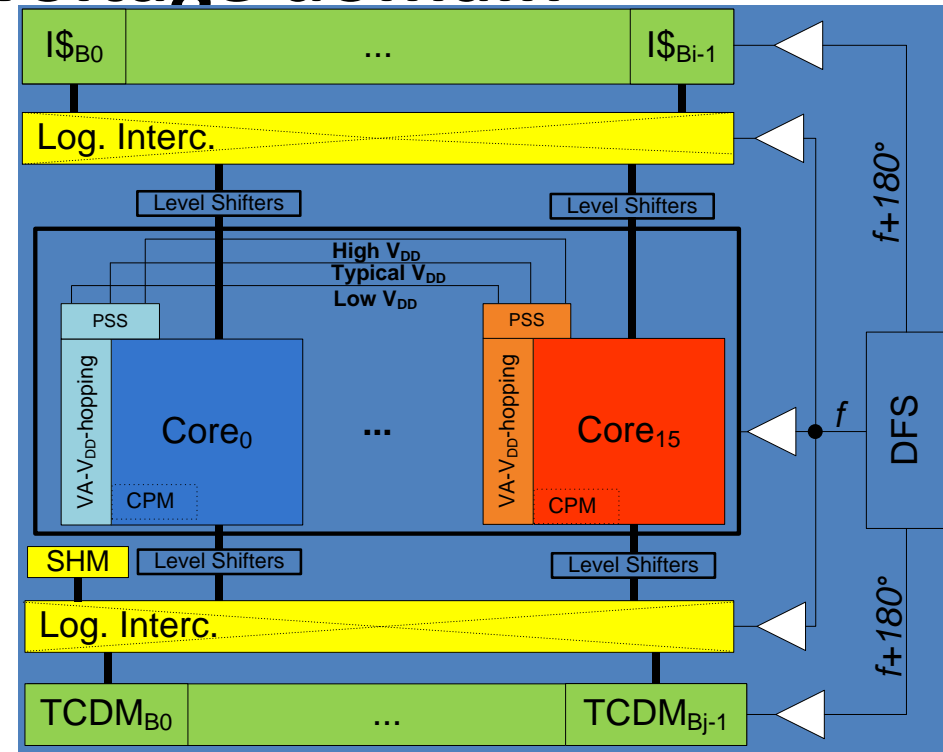 I$B0
...
I$Bi-1
Log. Interc.
Level Shifters
Level Shifters
f+180°
High VDD
Typical VDD
Low VDD
PSS
PSS
VA-VDD-hopping
Core0
CPM
...
VA-VDD-hopping
Core15
CPM
f
DFS
SHM
Level Shifters
Level Shifters
Log. Interc.
f+180°
TCDMB0
...
TCDMBj-1